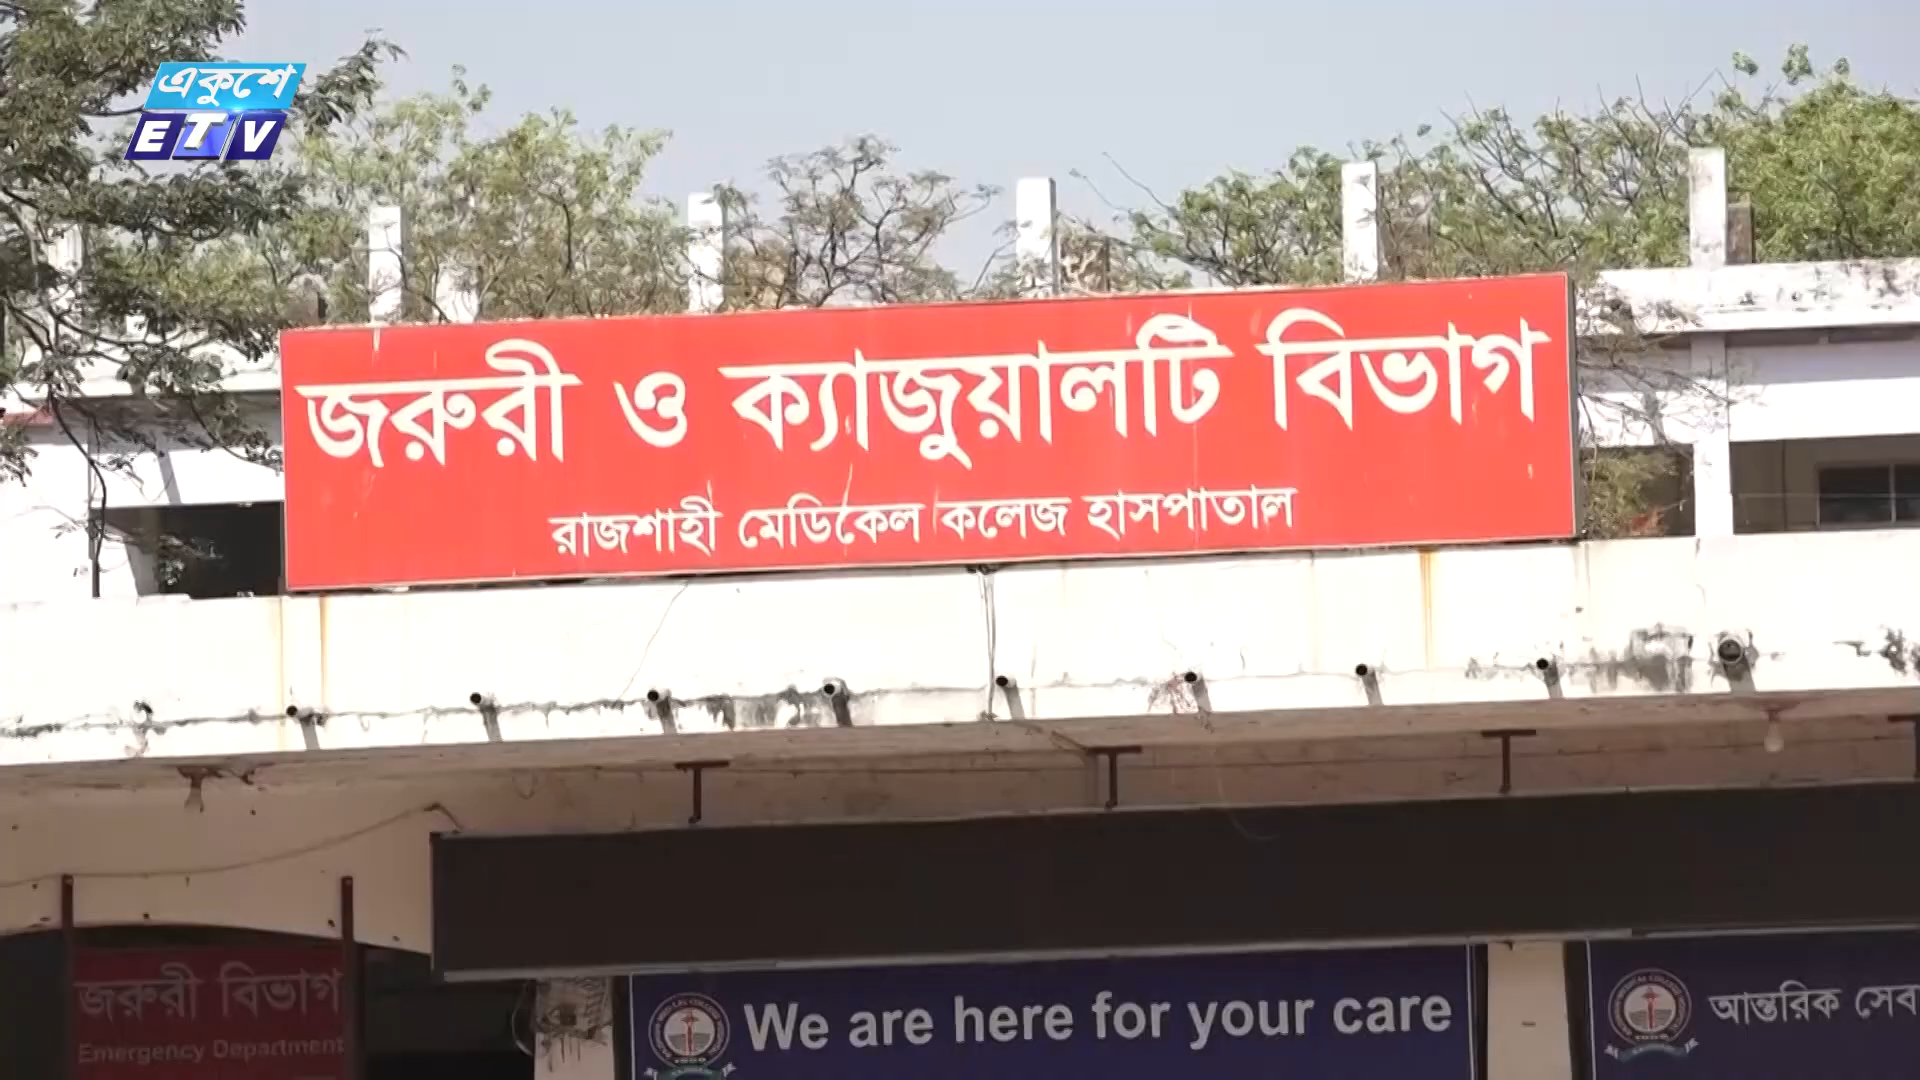 একুশে
ETV
জরুরী ও ক্যাজুয়ালটি বিভাগ
রাজশাহী মেডিকেল কলেজ হাসপাতাল
জরুরী বিভাগ
Emergency Department
We are here for your care
আন্তরিক সেব